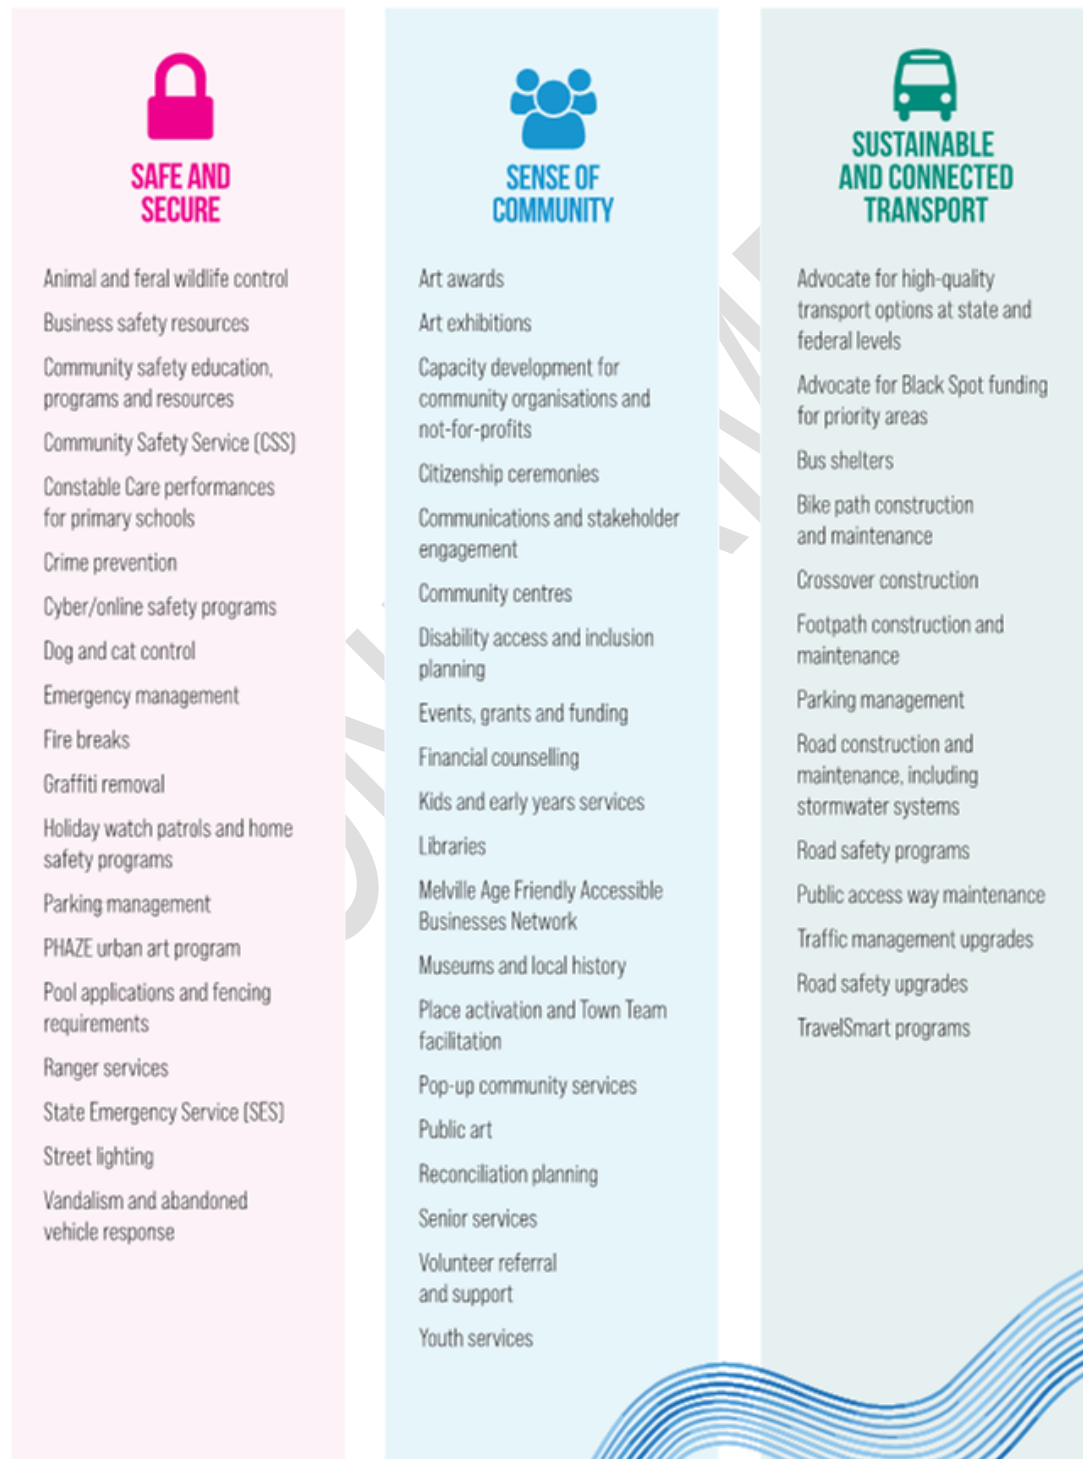 SAFE AND
SECURE
Animal and feral wildlife control
Business safety resources
Community safety education,
programs and resources
Community Safety Service (CSS)
Constable Care performances
for primary schools
Crime prevention
Cyber/online safety programs
Dog and cat control
Emergency management
Fire breaks
Graffiti removal
Holiday watch patrols and home
safety programs
Parking management
PHAZE urban art program
Pool applications and fencing
requirements
Ranger services
State Emergency Service (SES)
Street lighting
Vandalism and abandoned
vehicle response
SENSE OF
COMMUNITY
Art awards
Art exhibitions
Capacity development for
community organisations and
not-for-profits
Citizenship ceremonies
Communications and stakeholder
engagement
Community centres
Disability access and inclusion
planning
Events, grants and funding
Financial counselling
Kids and early years services
Libraries
Melville Age Friendly Accessible
Businesses Network
Museums and local history
Place activation and Town Team
facilitation
Pop-up community services
Public art
Reconciliation planning
Senior services
Volunteer referral
and support
Youth services
SUSTAINABLE
AND CONNECTED
TRANSPORT
Advocate for high-quality
transport options at state and
federal levels
Advocate for Black Spot funding
for priority areas
Bus shelters
Bike path construction
and maintenance
Crossover construction
Footpath construction and
maintenance
Parking management
Road construction and
maintenance, including
stormwater systems
Road safety programs
Public access way maintenance
Traffic management upgrades
Road safety upgrades
TravelSmart programs